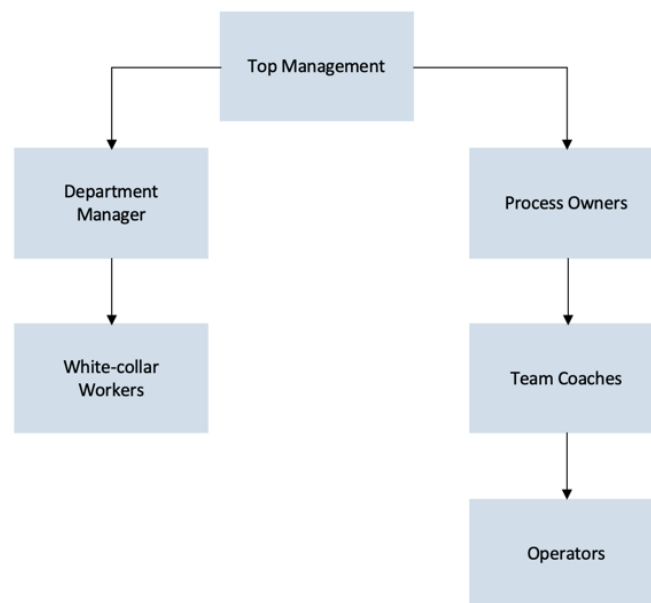 Top Management
Department
Manager
Process Owners
White-collar
Workers
Team Coaches
Operators